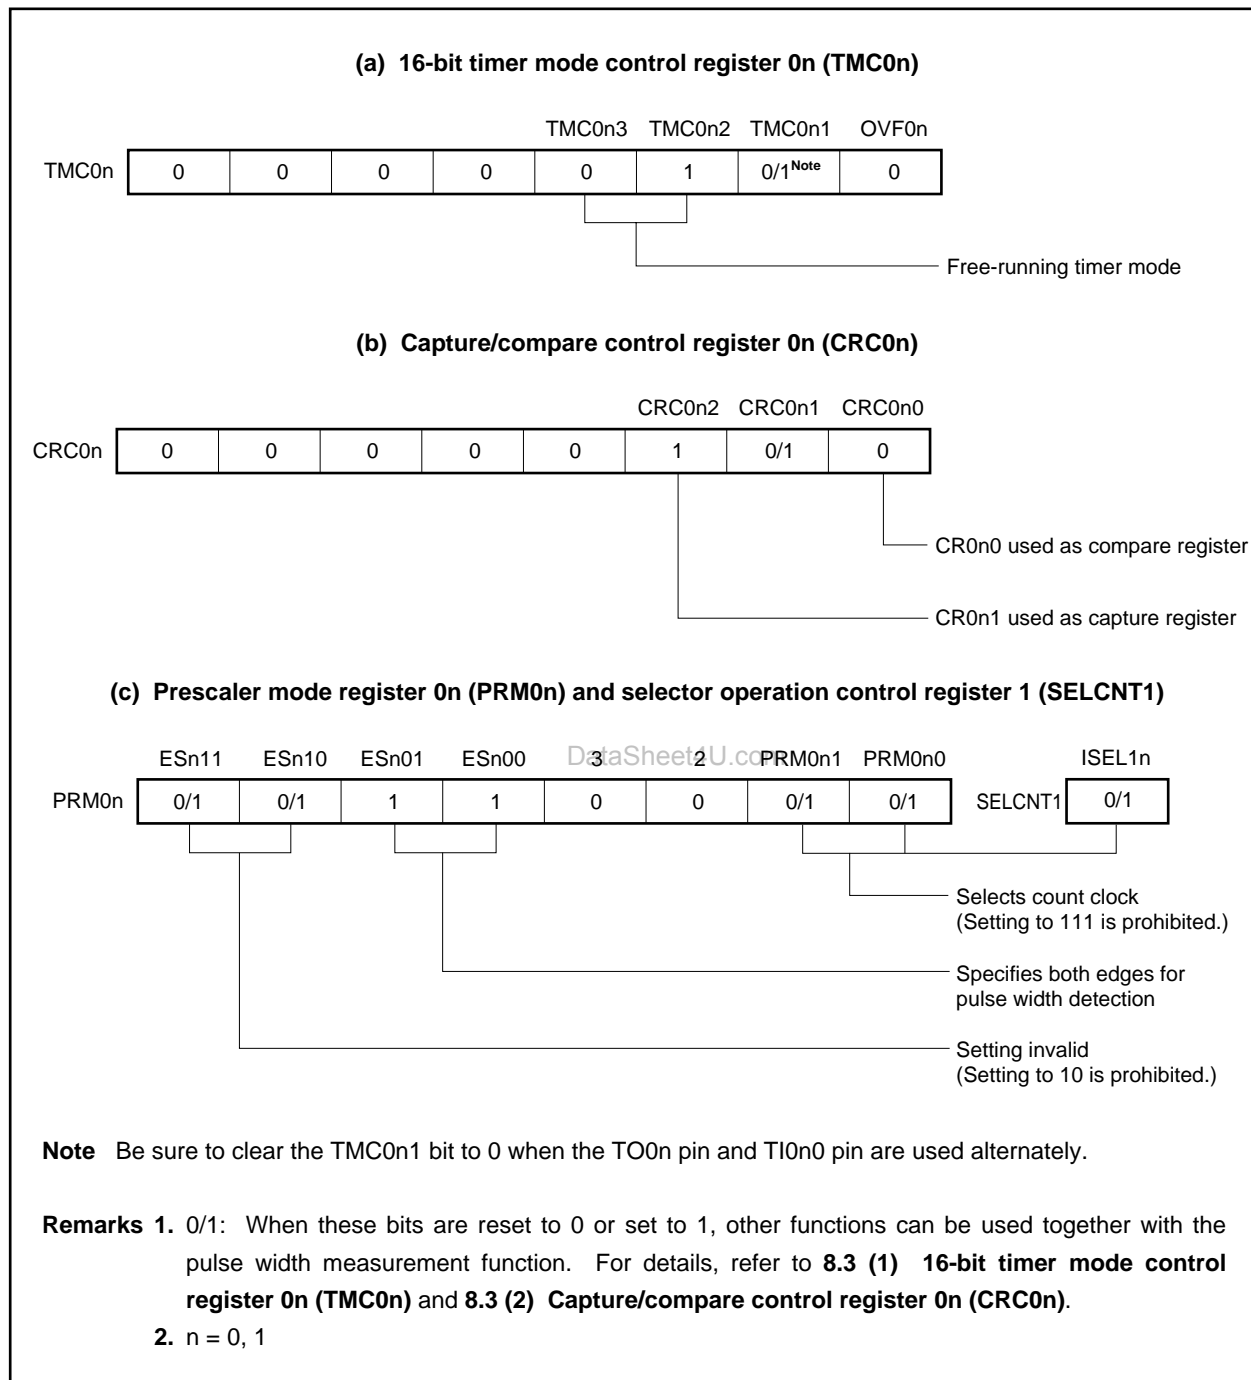 (a) 16-bit timer mode control register 0n (TMC0n)
TMC0n3 TMC0n2 TMC0n1 OVF0n
TMC0n 0 0 0 0 0 1 0/1Note 0
Free-running timer mode
(b) Capture/compare control register 0n (CRC0n)
CRC0n2 CRC0n1 CRC0n0
CRC0n 0 0 0 0 0 1 0/1 0
CR0n0 used as compare register
CR0n1 used as capture register
(c) Prescaler mode register 0n (PRM0n) and selector operation control register 1 (SELCNT1)
DataSheet4U.com
ESn11 ESn10 ESn01 ESn00 3 2 PRM0n1 PRM0n0 ISEL1n
PRM0n 0/1 0/1 1 1 0 0 0/1 0/1 SELCNT1 0/1
Selects count clock
(Setting to 111 is prohibited.)
Specifies both edges for
pulse width detection
Setting invalid
(Setting to 10 is prohibited.)
Note Be sure to clear the TMC0n1 bit to 0 when the TO0n pin and TI0n0 pin are used alternately.
Remarks 1. 0/1: When these bits are reset to 0 or set to 1, other functions can be used together with the
pulse width measurement function. For details, refer to 8.3 (1) 16-bit timer mode control
register 0n (TMC0n) and 8.3 (2) Capture/compare control register 0n (CRC0n).
2. n = 0, 1